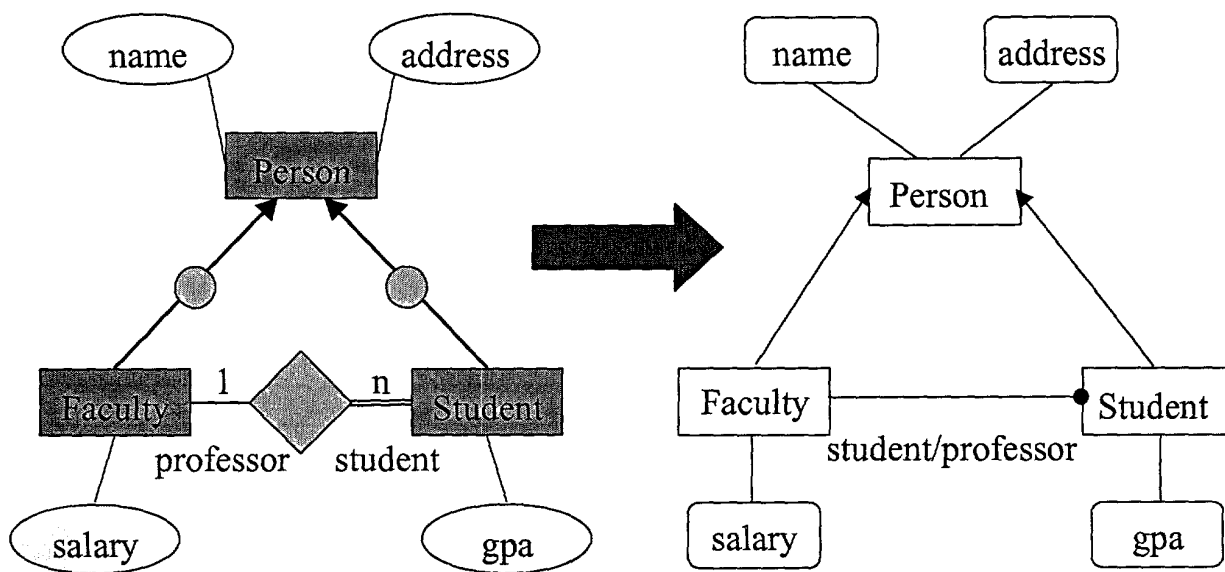 name address
Person
Faculty 1 n Student
professor student
salary gpa
name address
Person
Faculty Student
student/professor
salary gpa